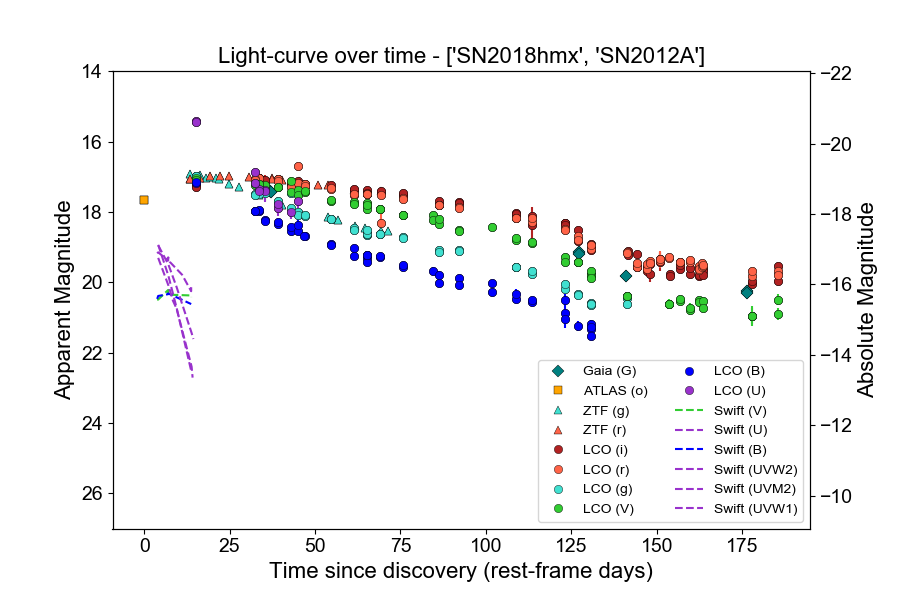 Light-curve over time - ['SN2018hmx', 'SN2012A']
14
16
18
20
22
24
26
Apparent Magnitude
−22
−20
−18
−16
−14
−12
−10
Absolute Magnitude
Gaia (G)
ATLAS (o)
ZTF (g)
ZTF (r)
LCO (i)
LCO (r)
LCO (g)
LCO (V)
LCO (B)
LCO (U)
Swift (V)
Swift (U)
Swift (B)
Swift (UVW2)
Swift (UVM2)
Swift (UVW1)
0 25 50 75 100 125 150 175
Time since discovery (rest-frame days)